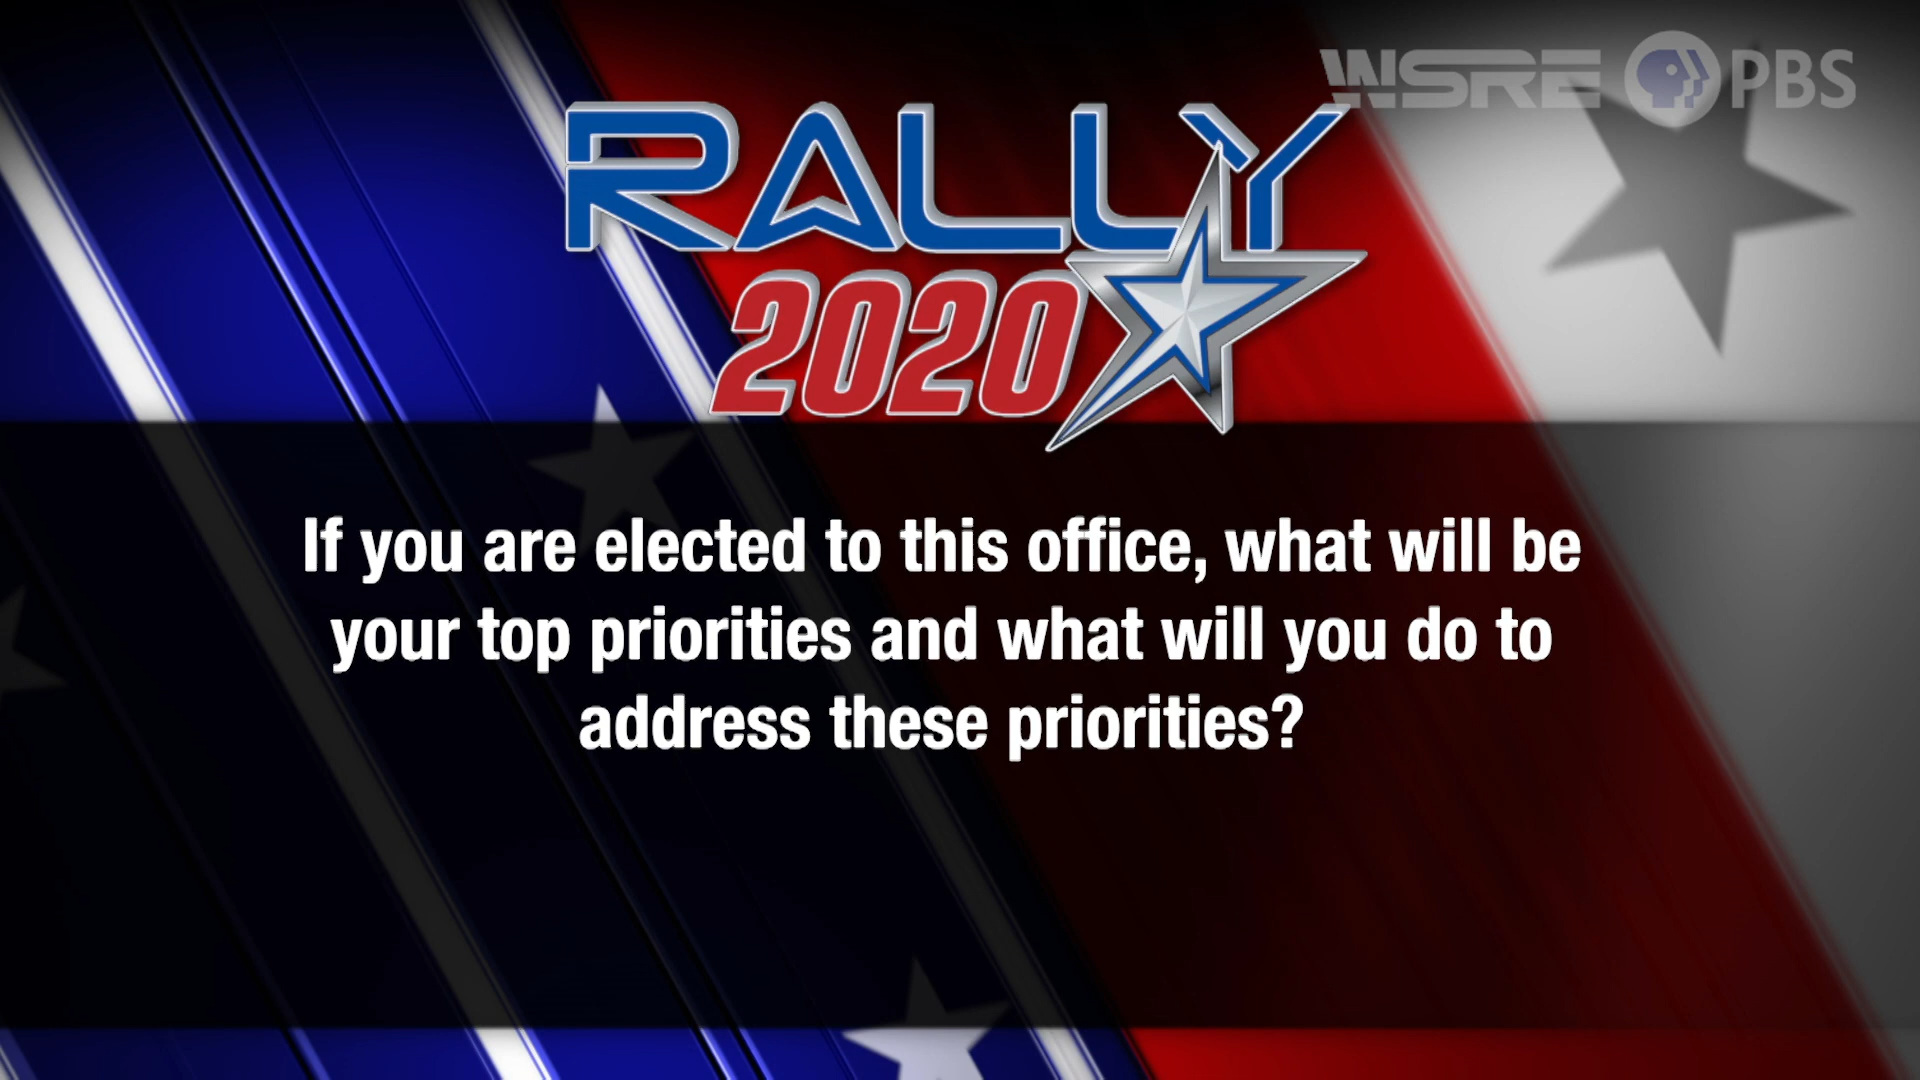 WSRE PBS
RALLY
2020
If you are elected to this office, what will be
your top priorities and what will you do to
address these priorities?